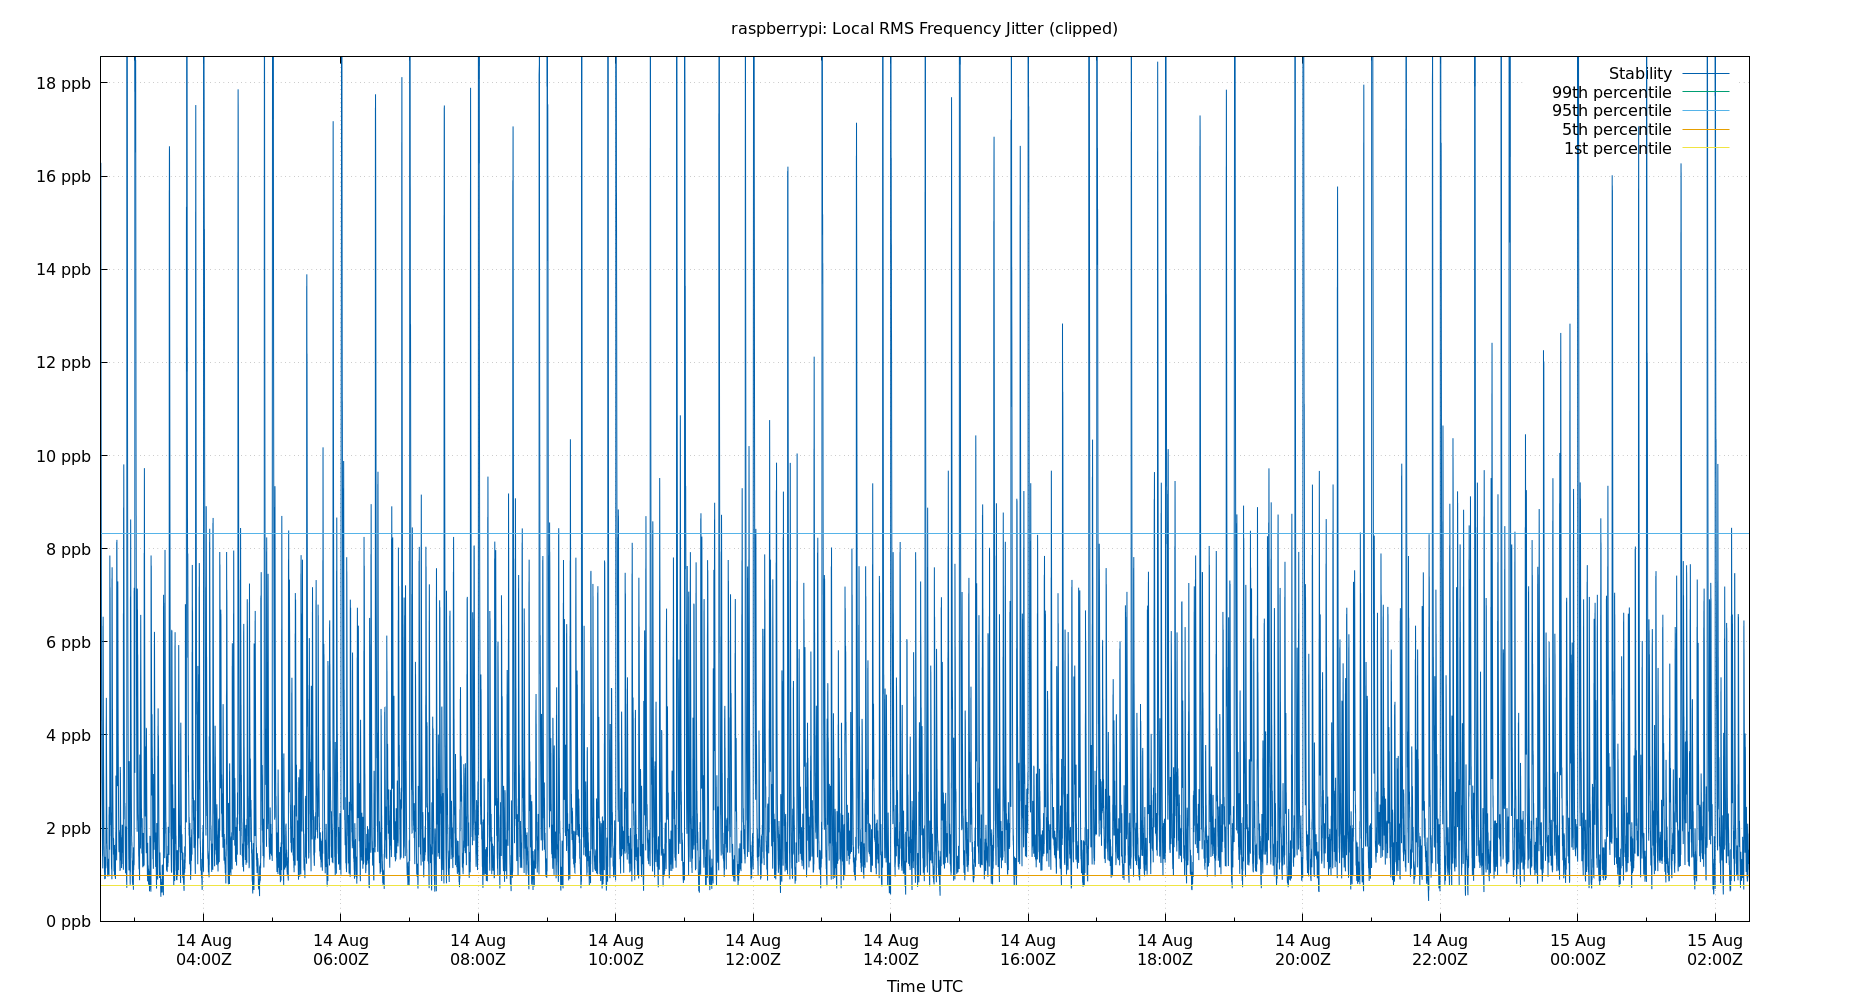 raspberrypi: Local RMS Frequency Jitter (clipped)
18 ppb
16 ppb
14 ppb
12 ppb
10 ppb
8 ppb
6 ppb
4 ppb
2 ppb
0 ppb
Stability
99th percentile
95th percentile
5th percentile
1st percentile
14 Aug
04:00Z
14 Aug
06:00Z
14 Aug
08:00Z
14 Aug
10:00Z
14 Aug
12:00Z
14 Aug
14:00Z
14 Aug
16:00Z
14 Aug
18:00Z
14 Aug
20:00Z
14 Aug
22:00Z
15 Aug
00:00Z
15 Aug
02:00Z
Time UTC